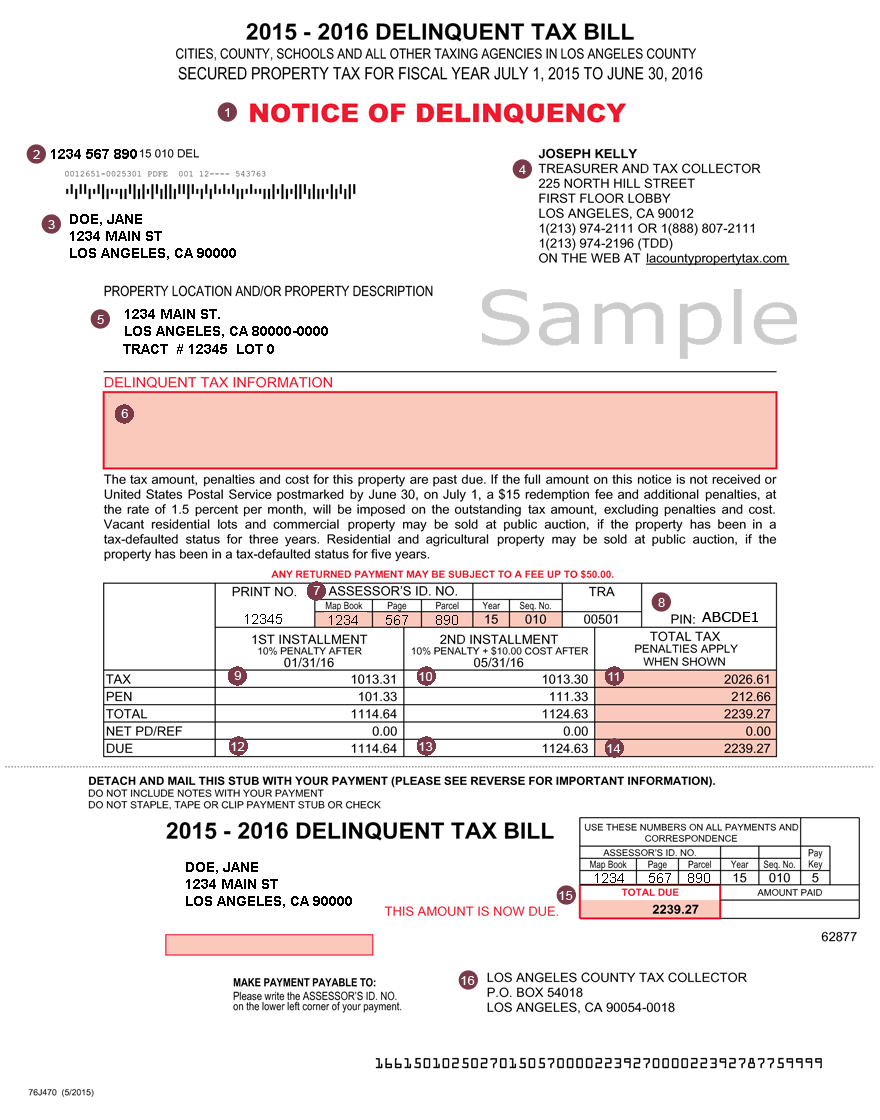 2015 - 2016 DELINQUENT TAX BILL
CITIES, COUNTY, SCHOOLS AND ALL OTHER TAXING AGENCIES IN LOS ANGELES COUNTY
SECURED PROPERTY TAX FOR FISCAL YEAR JULY 1, 2015 TO JUNE 30, 2016
1 NOTICE OF DELINQUENCY
2 1234 567 890 15 010 DEL
0012651-0025301 PDFE 001 12---- 543763
3 DOE, JANE
1234 MAIN ST
LOS ANGELES, CA 90000
JOSEPH KELLY
4 TREASURER AND TAX COLLECTOR
225 NORTH HILL STREET
FIRST FLOOR LOBBY
LOS ANGELES, CA 90012
1(213) 974-2111 OR 1(888) 807-2111
1(213) 974-2196 (TDD)
ON THE WEB AT lacountypropertytax.com
PROPERTY LOCATION AND/OR PROPERTY DESCRIPTION
Sample
5 1234 MAIN ST.
LOS ANGELES, CA 80000-0000
TRACT # 12345 LOT 0
DELINQUENT TAX INFORMATION
6
The tax amount, penalties and cost for this property are past due. If the full amount on this notice is not received or
United States Postal Service postmarked by June 30, on July 1, a $15 redemption fee and additional penalties, at
the rate of 1.5 percent per month, will be imposed on the outstanding tax amount, excluding penalties and cost.
Vacant residential lots and commercial property may be sold at public auction, if the property has been in a
tax-defaulted status for three years. Residential and agricultural property may be sold at public auction, if the
property has been in a tax-defaulted status for five years.
ANY RETURNED PAYMENT MAY BE SUBJECT TO A FEE UP TO $50.00.
PRINT NO. 7 ASSESSOR'S ID. NO. TRA
Map Book Page Parcel Year Seq. No. 8
12345 1234 567 890 15 010 00501 PIN: ABCDE1
1ST INSTALLMENT 2ND INSTALLMENT TOTAL TAX
10% PENALTY AFTER 10% PENALTY + $10.00 COST AFTER PENALTIES APPLY
01/31/16 05/31/16 WHEN SHOWN
TAX 9 1013.31 10 1013.30 11 2026.61
PEN 101.33 111.33 212.66
TOTAL 1114.64 1124.63 2239.27
NET PD/REF 0.00 0.00 0.00
DUE 12 1114.64 13 1124.63 14 2239.27
DETACH AND MAIL THIS STUB WITH YOUR PAYMENT (PLEASE SEE REVERSE FOR IMPORTANT INFORMATION).
DO NOT INCLUDE NOTES WITH YOUR PAYMENT
DO NOT STAPLE, TAPE OR CLIP PAYMENT STUB OR CHECK
2015 - 2016 DELINQUENT TAX BILL
DOE, JANE
1234 MAIN ST
LOS ANGELES, CA 90000
USE THESE NUMBERS ON ALL PAYMENTS AND
CORRESPONDENCE
ASSESSOR'S ID. NO. Pay
Map Book Page Parcel Year Seq. No. Key
1234 567 890 15 010 5
15 TOTAL DUE AMOUNT PAID
THIS AMOUNT IS NOW DUE. 2239.27
62877
MAKE PAYMENT PAYABLE TO:
Please write the ASSESSOR'S ID. NO.
on the lower left corner of your payment.
16 LOS ANGELES COUNTY TAX COLLECTOR
P.O. BOX 54018
LOS ANGELES, CA 90054-0018
16615010250270150570000223927000022392787759999
76J470 (5/2015)